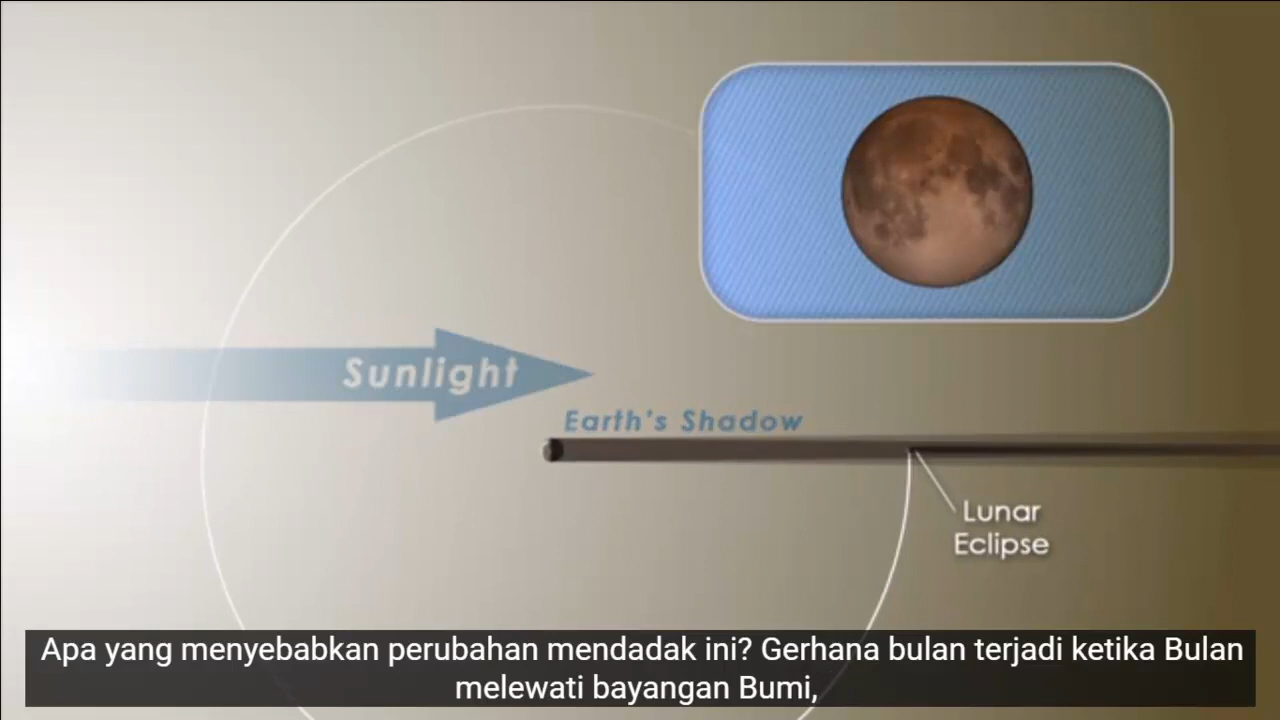 Sunlight
Earth's Shadow
Lunar
Eclipse
Apa yang menyebabkan perubahan mendadak ini? Gerhana bulan terjadi ketika Bulan
melewati bayangan Bumi,